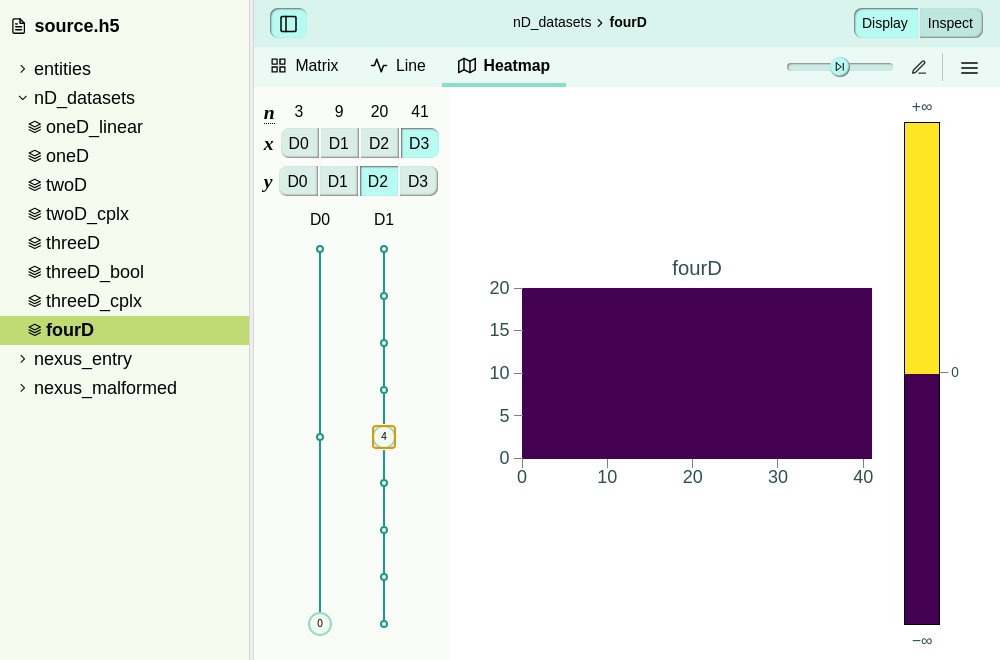 source.h5
entities
nD_datasets
oneD_linear
oneD
twoD
twoD_cplx
threeD
threeD_bool
threeD_cplx
fourD
nexus_entry
nexus_malformed
nD_datasets › fourD
Display Inspect
Matrix Line Heatmap
n 3 9 20 41
x D0 D1 D2 D3
y D0 D1 D2 D3
D0 D1
4
0
fourD
20
15
10
5
0
0 10 20 30 40
+∞
0
−∞